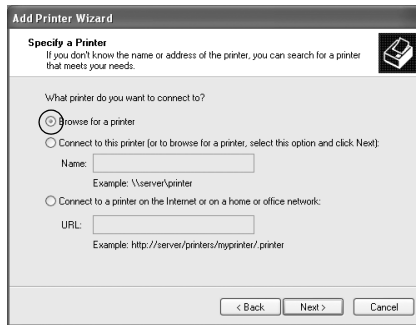 Add Printer Wizard
Specify a Printer
If you don't know the name or address of the printer, you can search for a printer
that meets your needs.
What printer do you want to connect to?
Browse for a printer
Connect to this printer (or to browse for a printer, select this option and click Next):
Name:
Example: \\server\printer
Connect to a printer on the Internet or on a home or office network:
URL:
Example: http://server/printers/myprinter/.printer
< Back Next > Cancel